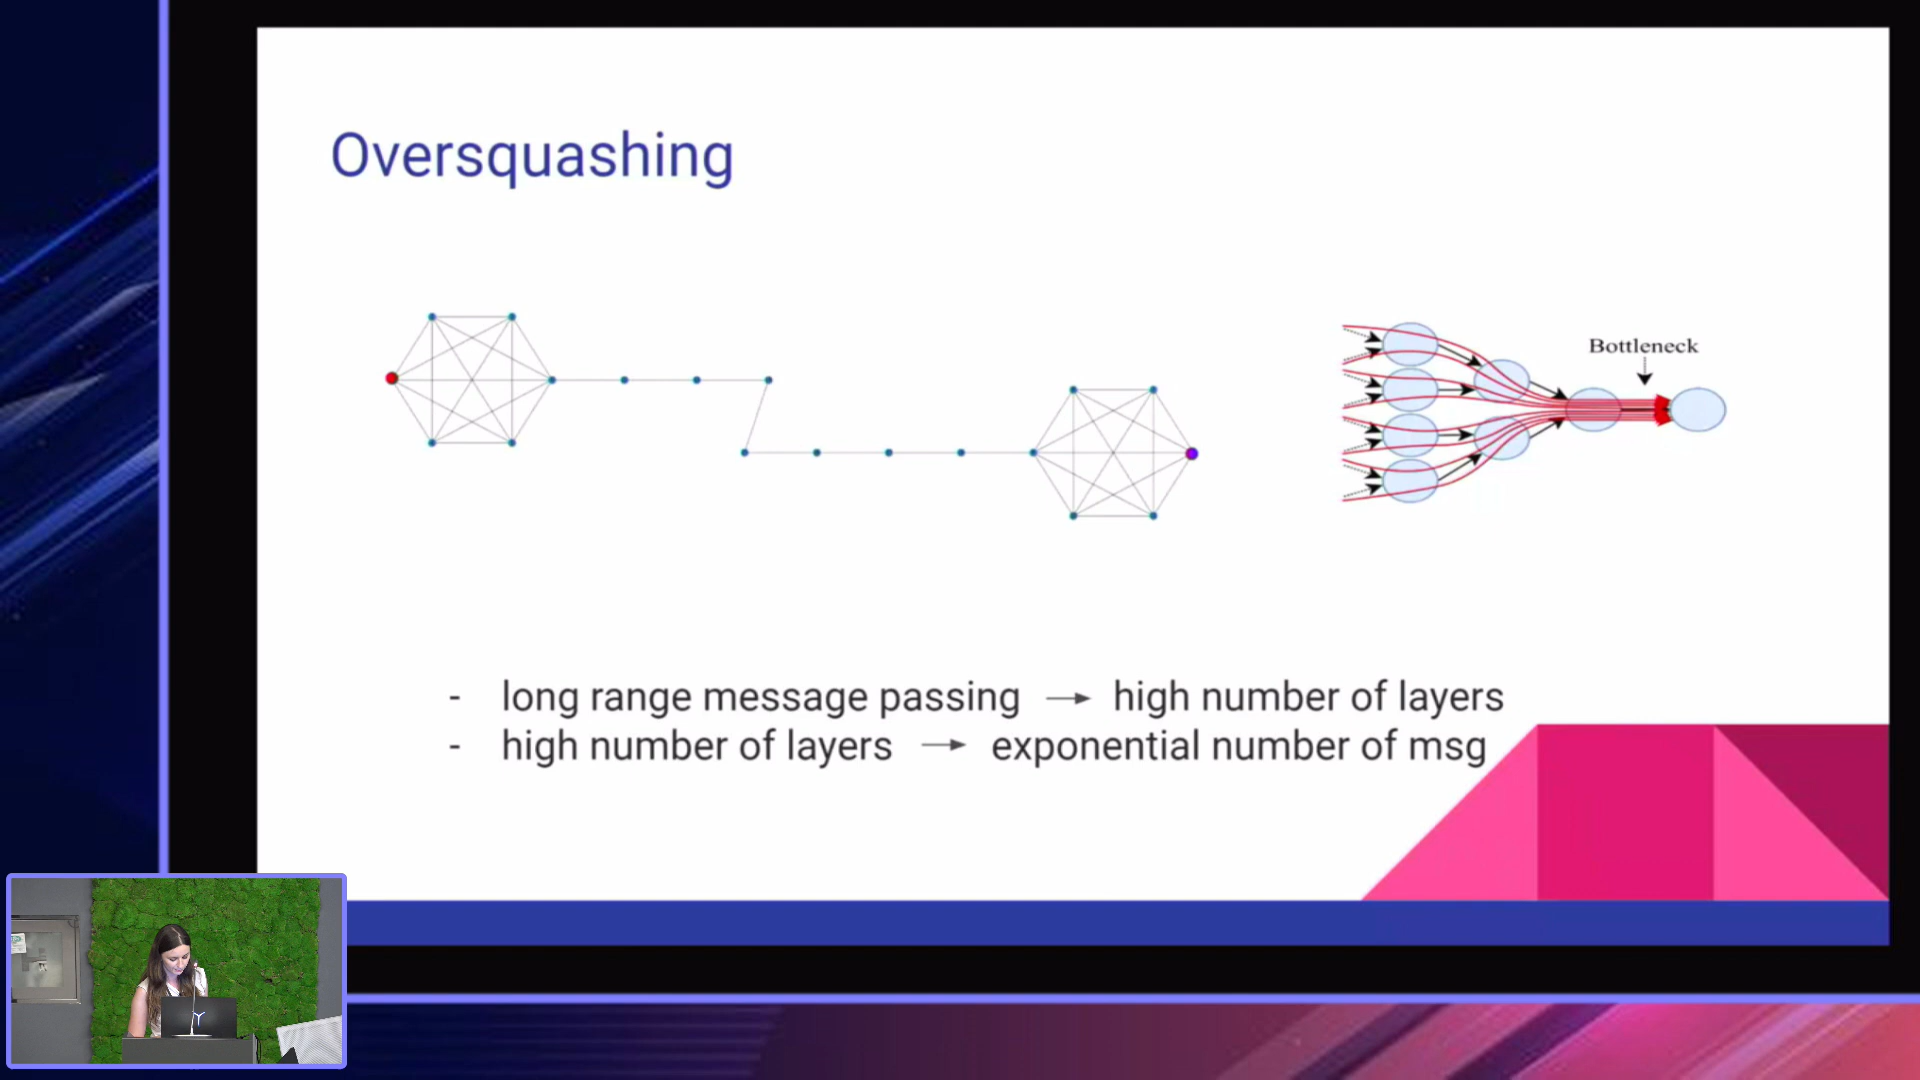 Oversquashing
Bottleneck
- long range message passing → high number of layers
- high number of layers → exponential number of msg